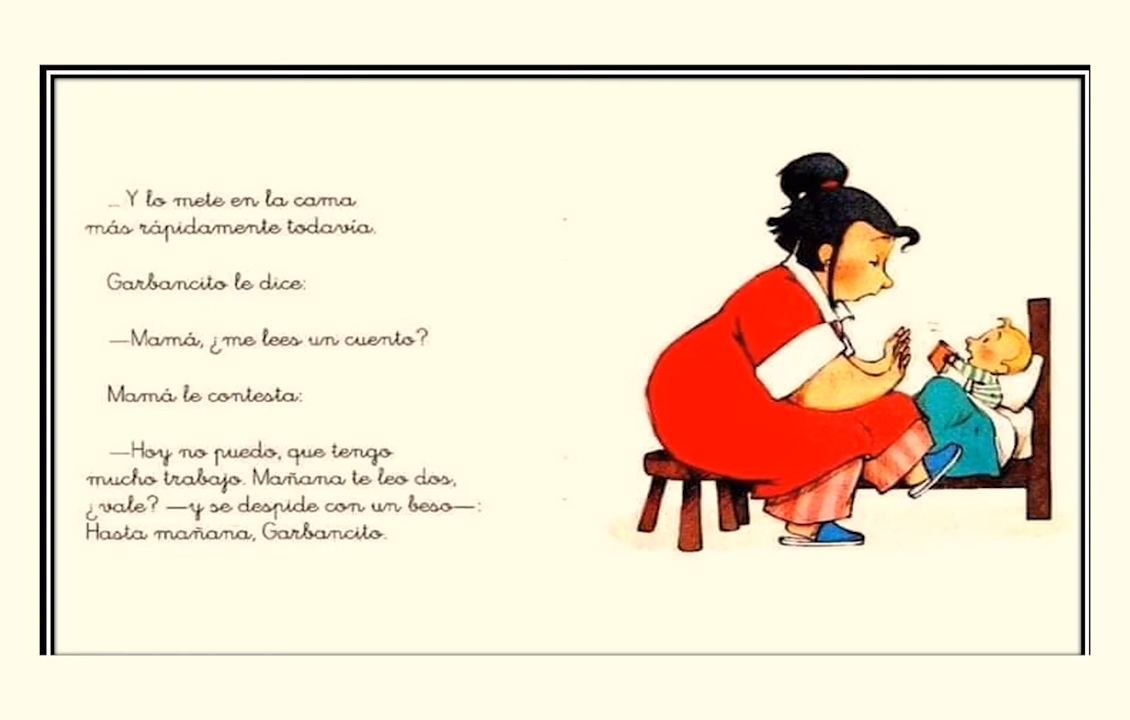 ... Y lo mete en la cama
más rápidamente todavía.
Garbancito le dice:
—Mamá, ¿me lees un cuento?
Mamá le contesta:
—Hoy no puedo, que tengo
mucho trabajo. Mañana te leo dos,
¿vale? —y se despide con un beso—:
Hasta mañana, Garbancito.